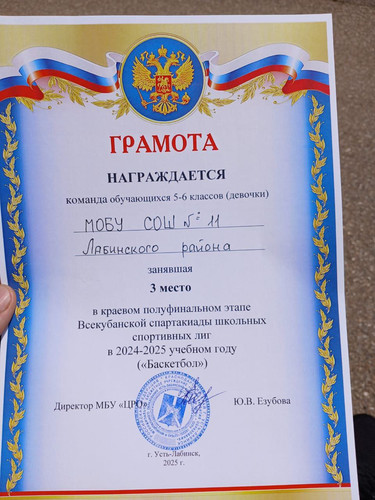 ГРАМОТА
НАГРАЖДАЕТСЯ
команда обучающихся 5-6 классов (девочки)
МОБУ СОШ № 11
Лабинского района
занявшая
3 место
в краевом полуфинальном этапе
Всекубанской спартакиады школьных
спортивных лиг
в 2024-2025 учебном году
(«Баскетбол»)
Директор МБУ «ЦРО» Ю.В. Езубова
г. Усть-Лабинск,
2025 г.